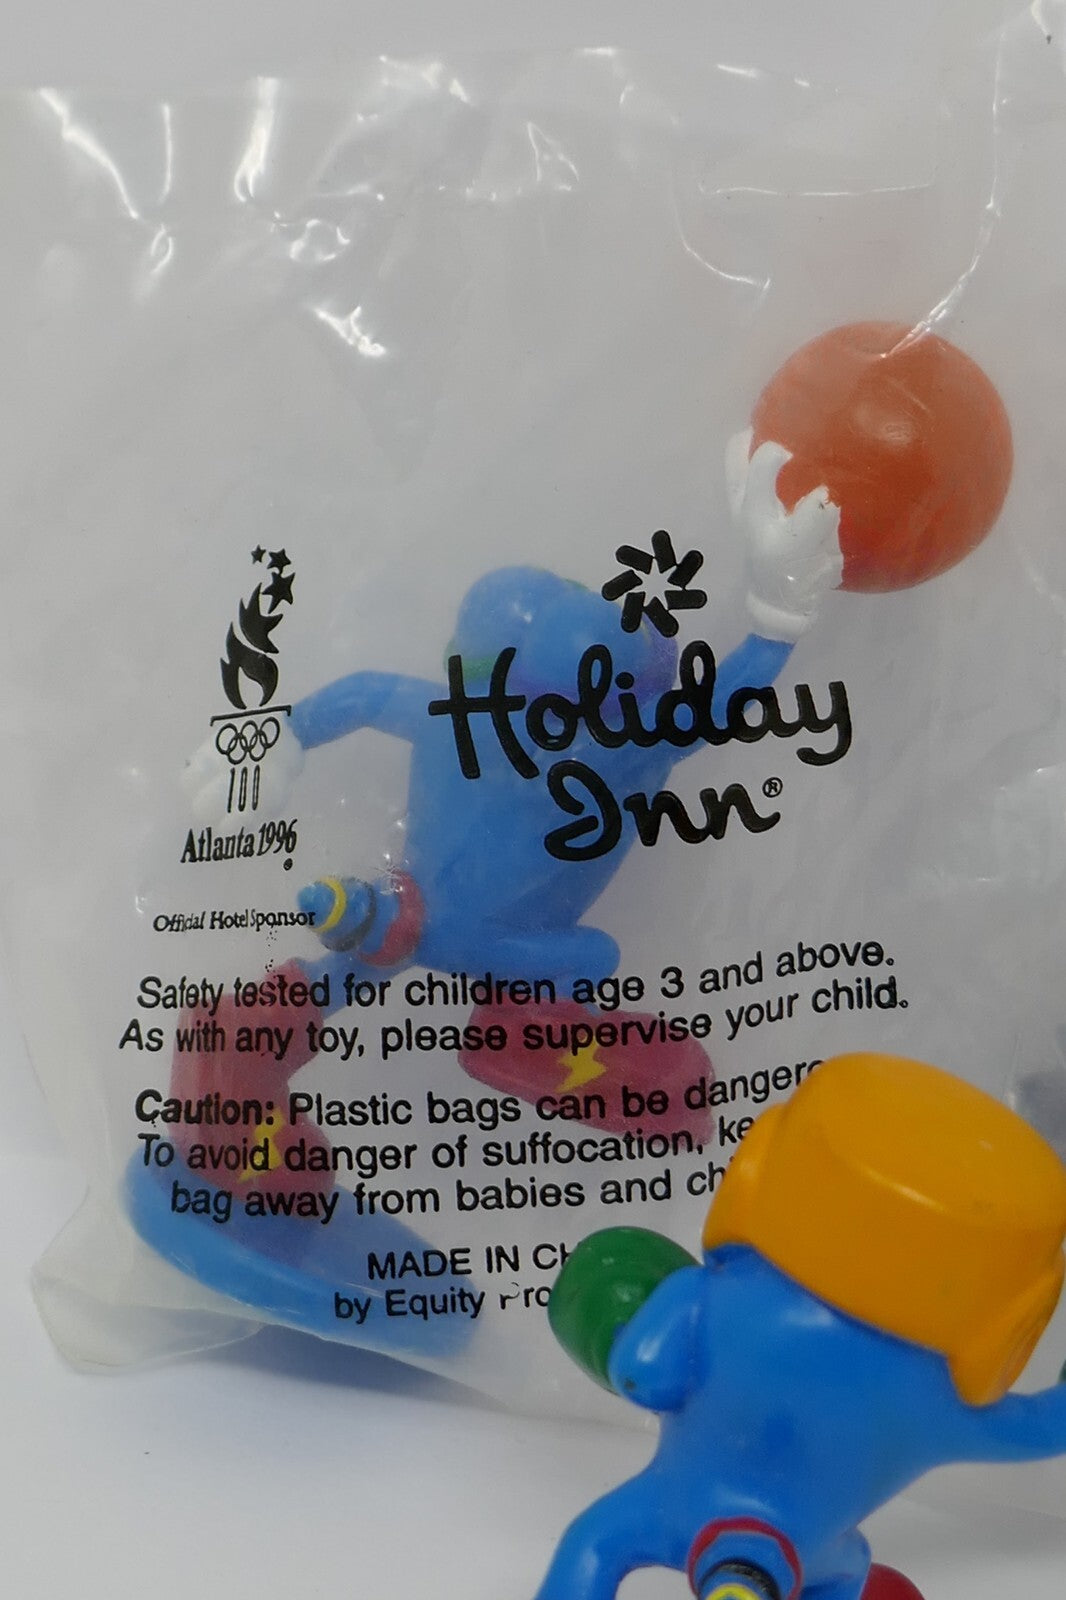 Holiday
Inn®
100
Atlanta 1996
®
Official Hotel Sponsor
Safety tested for children age 3 and above.
As with any toy, please supervise your child.
Caution: Plastic bags can be
To avoid danger of suffocation,
bag away from babies and
MADE IN
by Equity